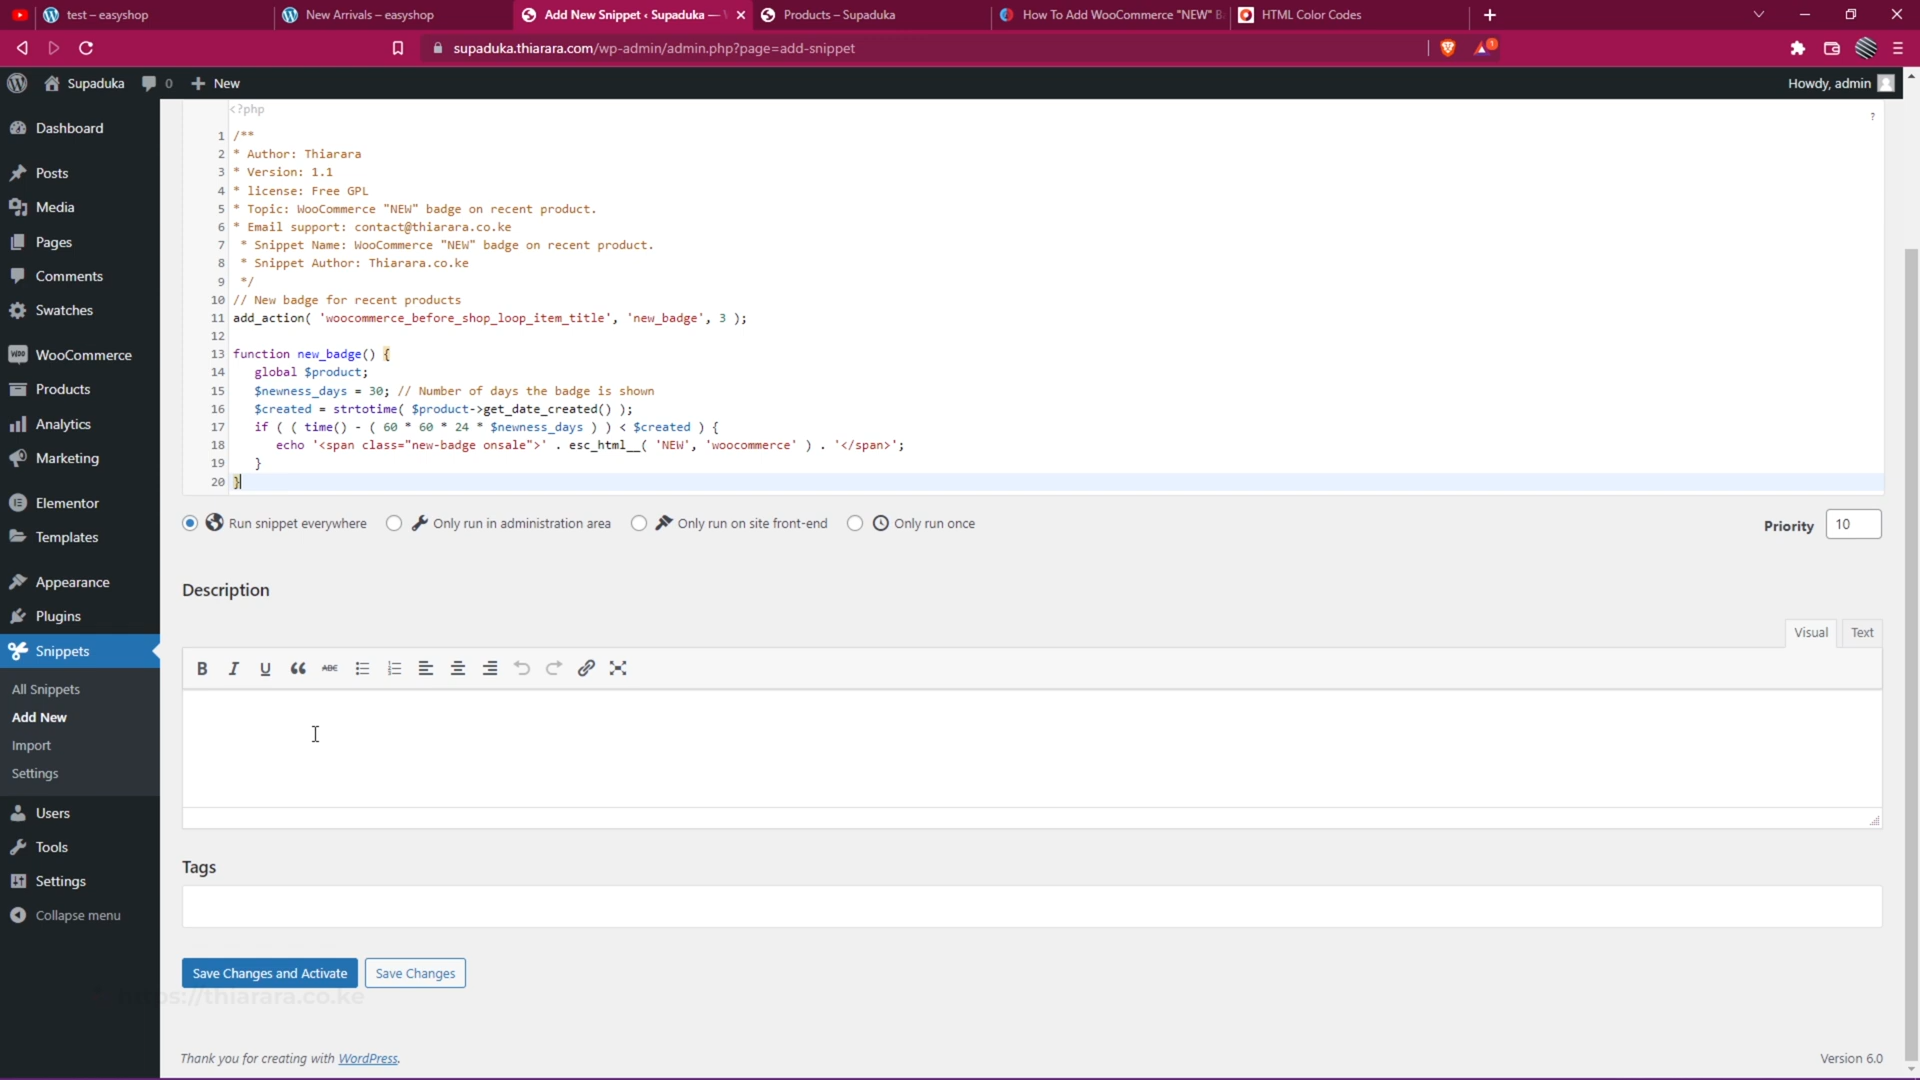 test – easyshop
New Arrivals – easyshop
Add New Snippet ‹ Supaduka —
Products – Supaduka
How To Add WooCommerce "NEW"
HTML Color Codes
supaduka.thiarara.com/wp-admin/admin.php?page=add-snippet
1
Supaduka
0
New
Howdy, admin
Dashboard
Posts
Media
Pages
Comments
Swatches
WooCommerce
Products
Analytics
Marketing
Elementor
Templates
Appearance
Plugins
Snippets
All Snippets
Add New
Import
Settings
Users
Tools
Settings
Collapse menu
<?php
?
1 /**
2 * Author: Thiarara
3 * Version: 1.1
4 * license: Free GPL
5 * Topic: WooCommerce "NEW" badge on recent product.
6 * Email support: contact@thiarara.co.ke
7 * Snippet Name: WooCommerce "NEW" badge on recent product.
8 * Snippet Author: Thiarara.co.ke
9 */
10 // New badge for recent products
11 add_action( 'woocommerce_before_shop_loop_item_title', 'new_badge', 3 );
12
13 function new_badge() {
14 global $product;
15 $newness_days = 30; // Number of days the badge is shown
16 $created = strtotime( $product->get_date_created() );
17 if ( ( time() - ( 60 * 60 * 24 * $newness_days ) ) < $created ) {
18 echo '<span class="new-badge onsale">' . esc_html__( 'NEW', 'woocommerce' ) . '</span>';
19 }
20 }
Run snippet everywhere
Only run in administration area
Only run on site front-end
Only run once
Priority 10
Description
Visual Text
B I U ABC
Tags
Save Changes and Activate
Save Changes
https://thiarara.co.ke
Thank you for creating with WordPress.
Version 6.0